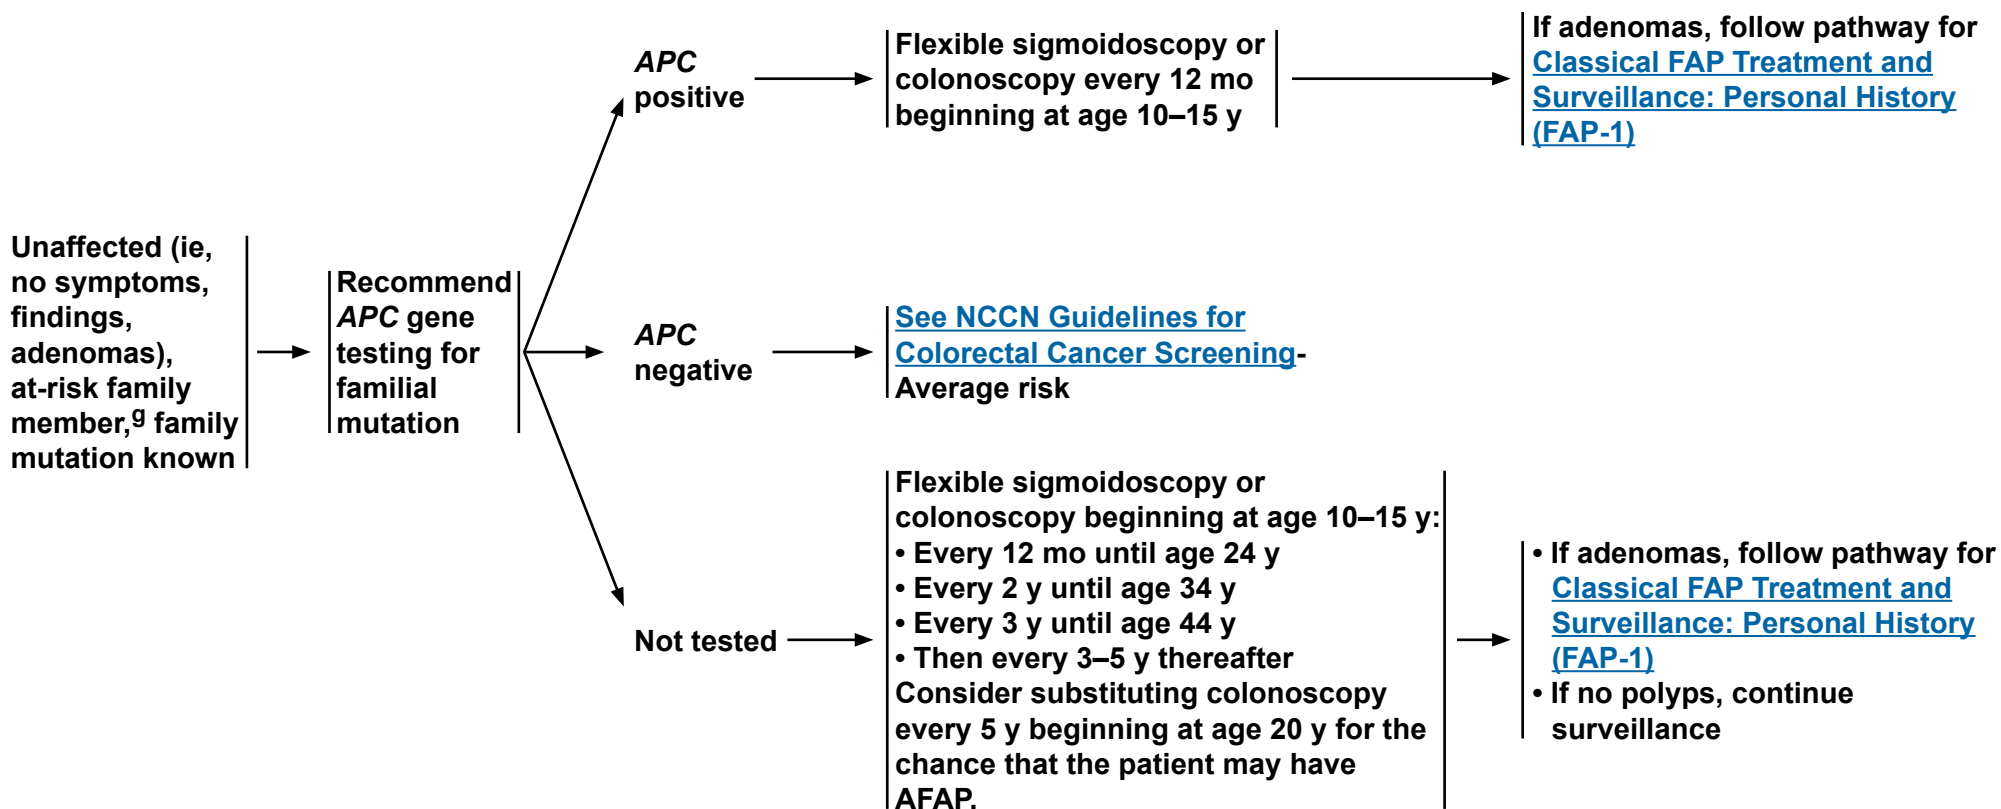 Unaffected (ie,
no symptoms,
findings,
adenomas),
at-risk family
member,g family
mutation known
Recommend
APC gene
testing for
familial
mutation
APC
positive
Flexible sigmoidoscopy or
colonoscopy every 12 mo
beginning at age 10–15 y
If adenomas, follow pathway for
Classical FAP Treatment and
Surveillance: Personal History
(FAP-1)
APC
negative
See NCCN Guidelines for
Colorectal Cancer Screening-
Average risk
Not tested
Flexible sigmoidoscopy or
colonoscopy beginning at age 10–15 y:
• Every 12 mo until age 24 y
• Every 2 y until age 34 y
• Every 3 y until age 44 y
• Then every 3–5 y thereafter
Consider substituting colonoscopy
every 5 y beginning at age 20 y for the
chance that the patient may have
AFAP.
• If adenomas, follow pathway for
Classical FAP Treatment and
Surveillance: Personal History
(FAP-1)
• If no polyps, continue
surveillance